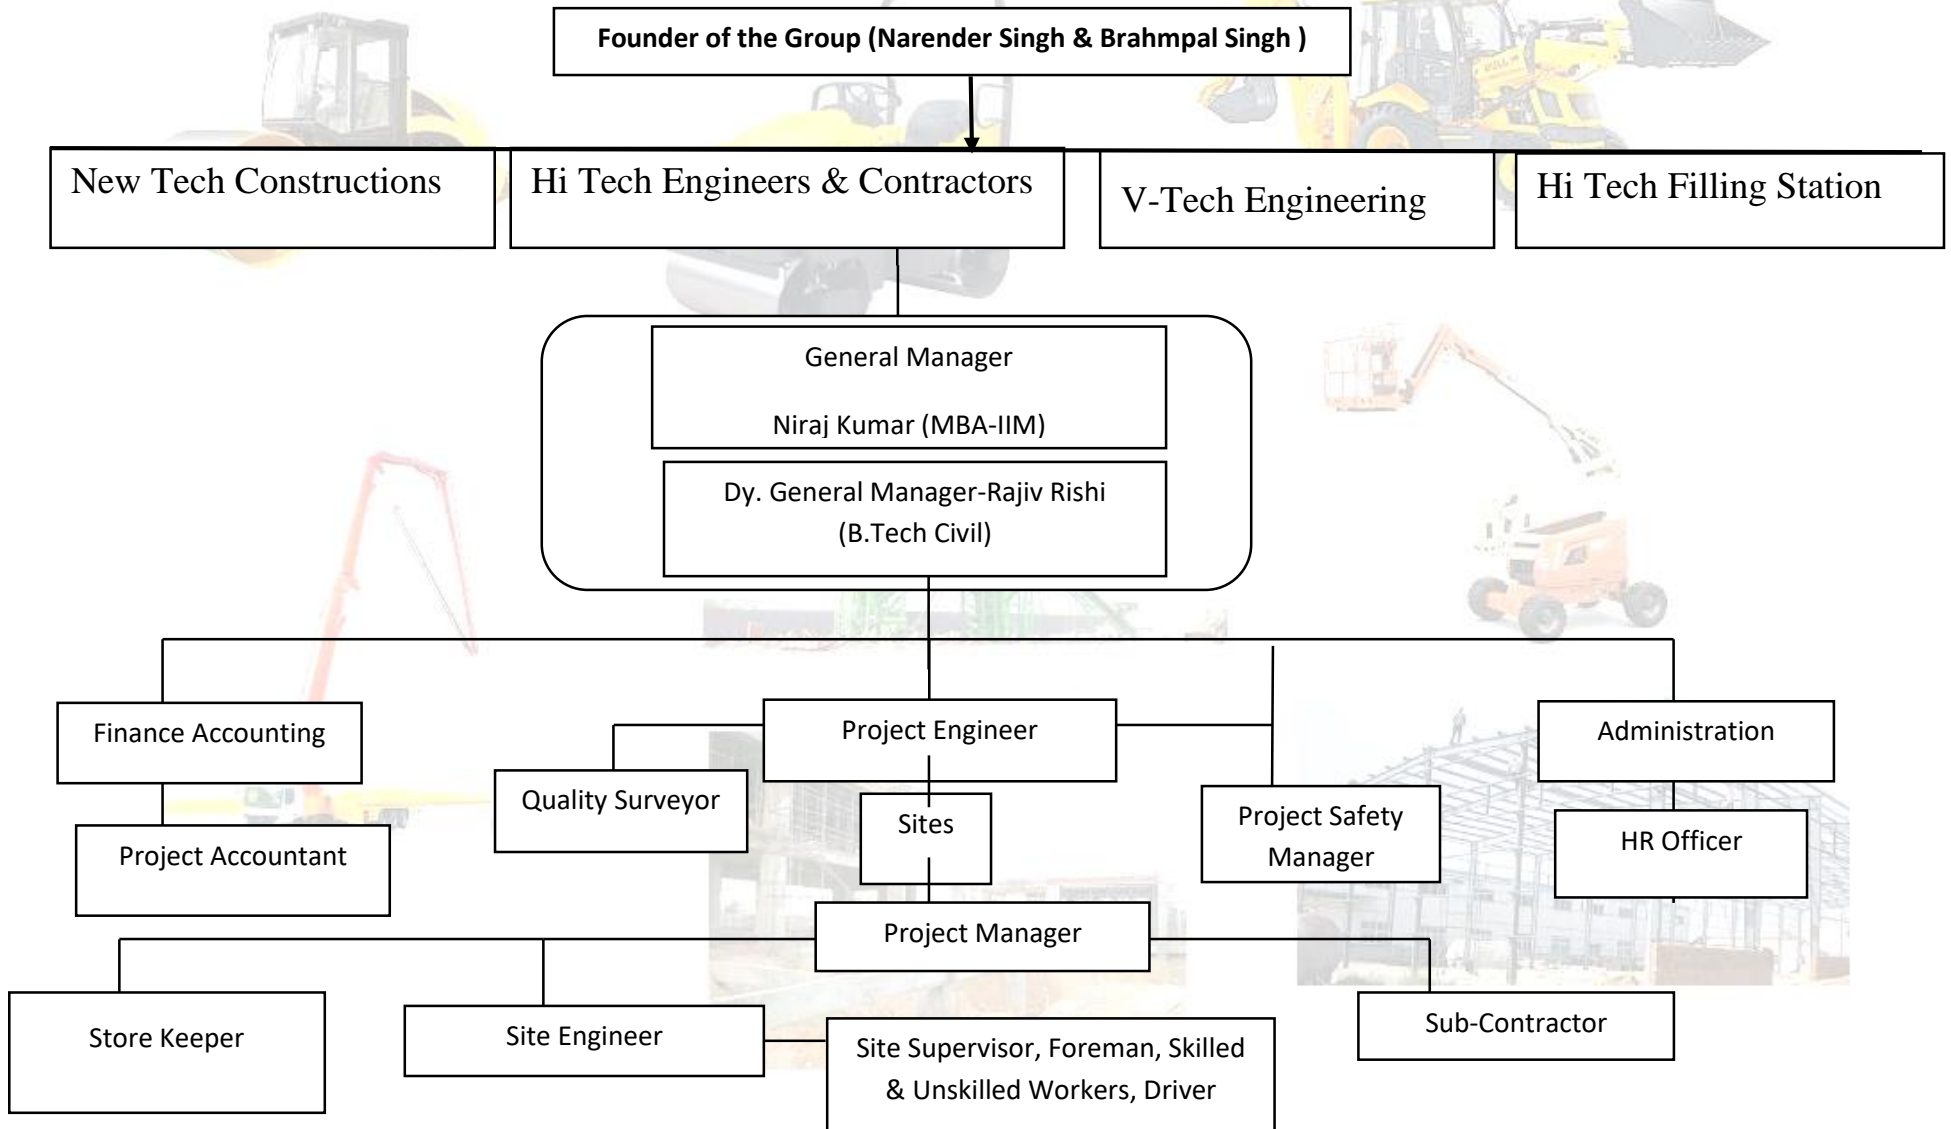 Founder of the Group (Narender Singh & Brahmpal Singh )
New Tech Constructions
Hi Tech Engineers & Contractors
V-Tech Engineering
Hi Tech Filling Station
General Manager
Niraj Kumar (MBA-IIM)
Dy. General Manager-Rajiv Rishi
(B.Tech Civil)
Finance Accounting
Project Engineer
Administration
Quality Surveyor
Sites
Project Safety
Manager
HR Officer
Project Accountant
Project Manager
Store Keeper
Site Engineer
Sub-Contractor
Site Supervisor, Foreman, Skilled
& Unskilled Workers, Driver